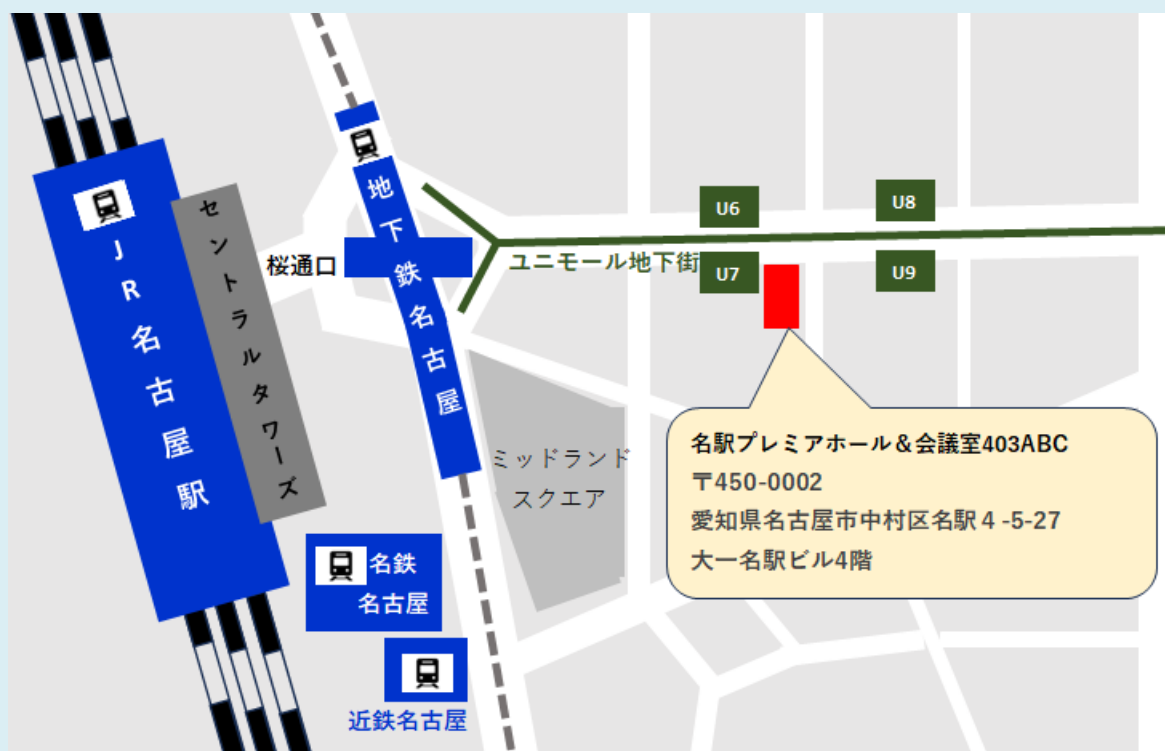 JR名古屋駅
セントラルタワーズ
桜通口
地下鉄名古屋
ユニモール地下街
U6
U7
U8
U9
ミッドランド
スクエア
名鉄
名古屋
近鉄名古屋
名駅プレミアホール＆会議室403ABC
〒450-0002
愛知県名古屋市中村区名駅４-5-27
大一名駅ビル4階